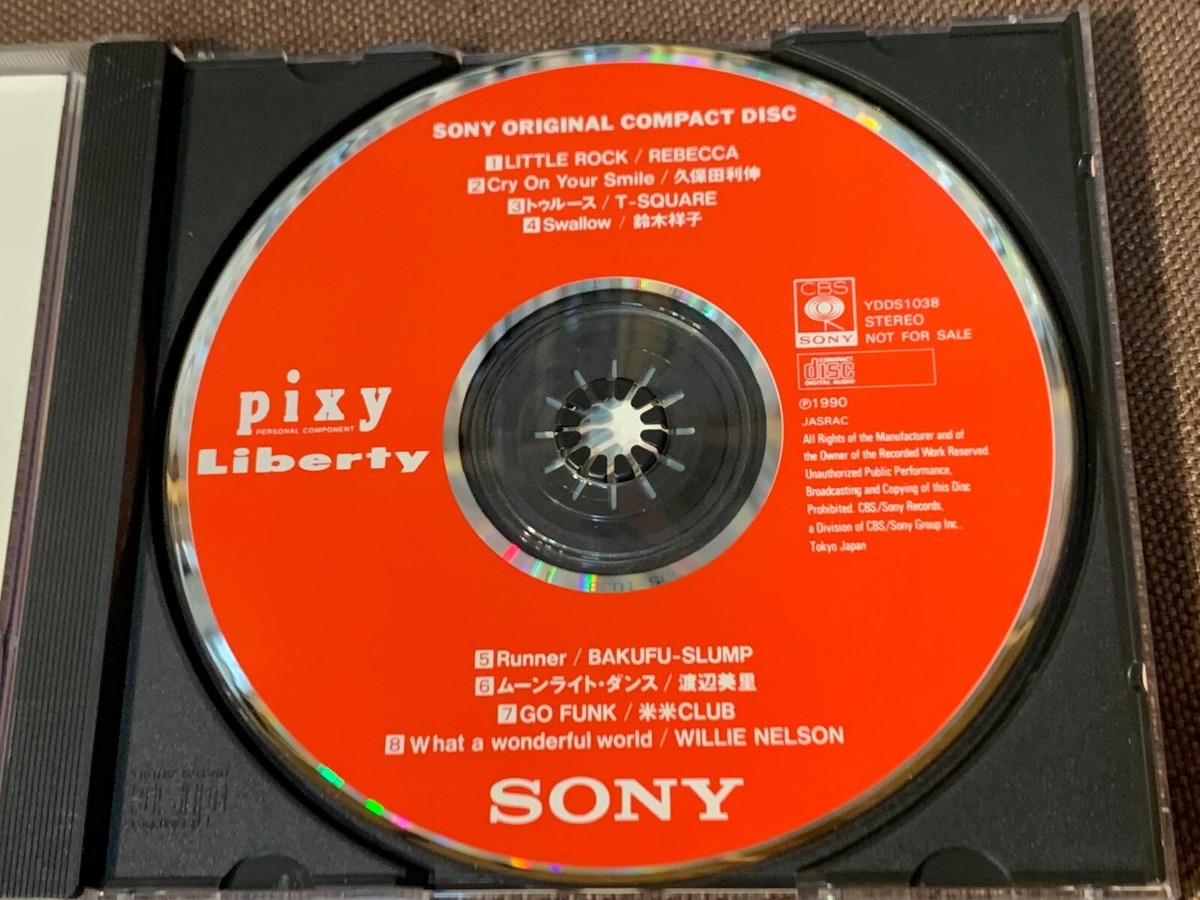 SONY ORIGINAL COMPACT DISC
1 LITTLE ROCK / REBECCA
2 Cry On Your Smile / 久保田利伸
3 トゥルース / T-SQUARE
4 Swallow / 鈴木祥子
CBS
SONY
YDDS1038
STEREO
NOT FOR SALE
COMPACT
disc
DIGITAL AUDIO
℗1990
JASRAC
All Rights of the Manufacturer and of
the Owner of the Recorded Work Reserved.
Unauthorized Public Performance,
Broadcasting and Copying of this Disc
Prohibited. CBS/Sony Records,
a Division of CBS/Sony Group Inc.,
Tokyo Japan
pixy
PERSONAL COMPONENT
Liberty
5 Runner / BAKUFU-SLUMP
6 ムーンライト・ダンス / 渡辺美里
7 GO FUNK / 米米CLUB
8 What a wonderful world / WILLIE NELSON
SONY